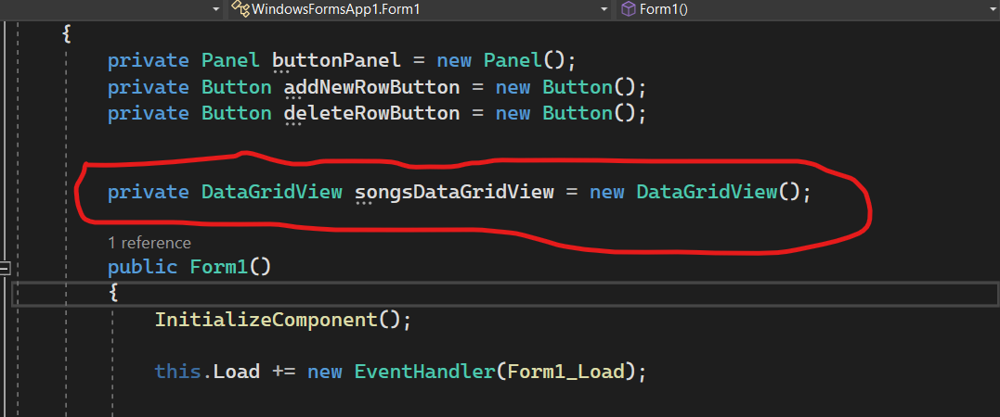 WindowsFormsApp1.Form1 Form1()
{
private Panel buttonPanel = new Panel();
private Button addNewRowButton = new Button();
private Button deleteRowButton = new Button();
private DataGridView songsDataGridView = new DataGridView();
1 reference
public Form1()
{
InitializeComponent();
this.Load += new EventHandler(Form1_Load);